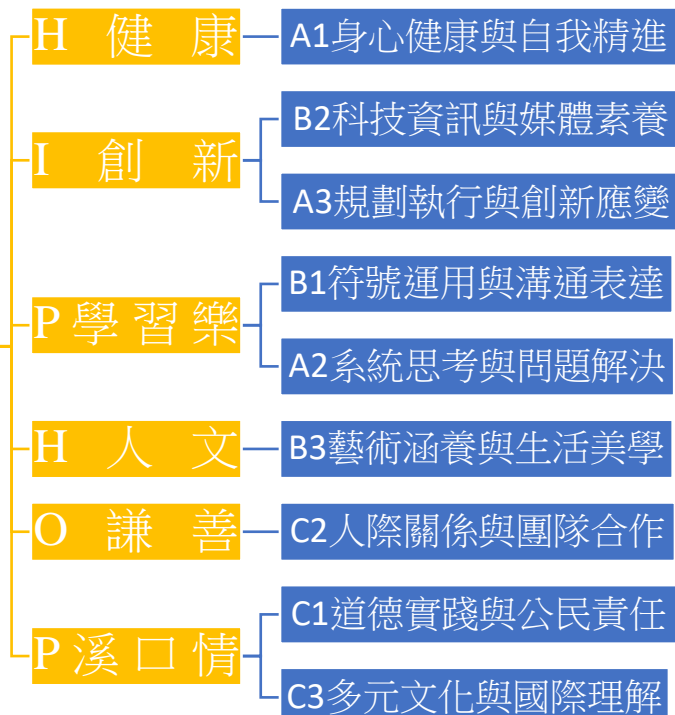 H 健 康
A1身心健康與自我精進
I 創 新
B2科技資訊與媒體素養
A3規劃執行與創新應變
P學習樂
B1符號運用與溝通表達
A2系統思考與問題解決
H 人 文
B3藝術涵養與生活美學
O 謙 善
C2人際關係與團隊合作
P溪口情
C1道德實踐與公民責任
C3多元文化與國際理解